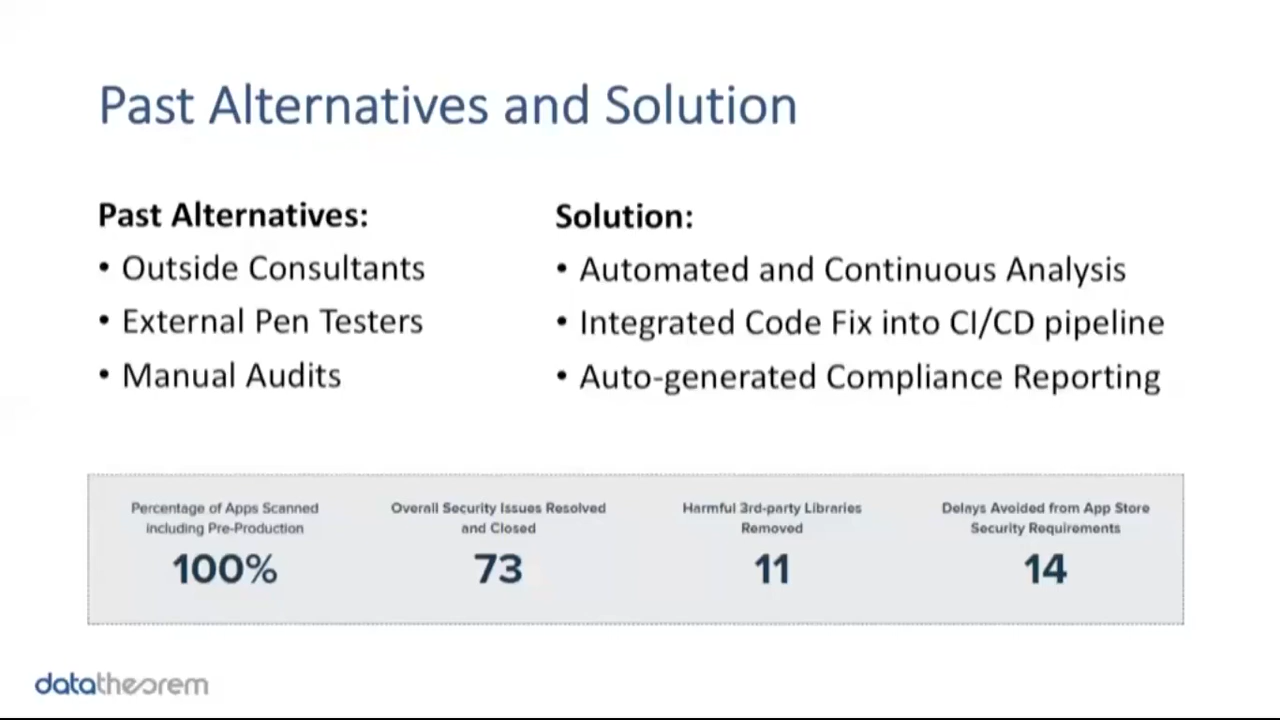 Past Alternatives and Solution
Past Alternatives:
• Outside Consultants
• External Pen Testers
• Manual Audits
Solution:
• Automated and Continuous Analysis
• Integrated Code Fix into CI/CD pipeline
• Auto-generated Compliance Reporting
Percentage of Apps Scanned
including Pre-Production
100%
Overall Security Issues Resolved
and Closed
73
Harmful 3rd-party Libraries
Removed
11
Delays Avoided from App Store
Security Requirements
14
datatheorem